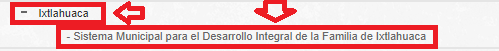 − Ixtlahuaca
- Sistema Municipal para el Desarrollo Integral de la Familia de Ixtlahuaca